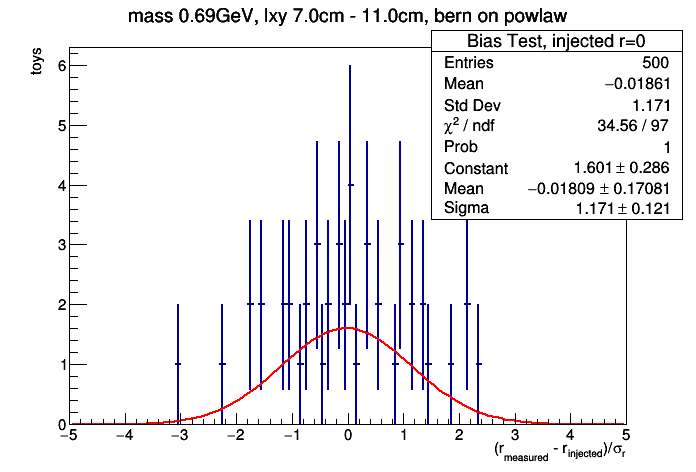 mass 0.69GeV, lxy 7.0cm - 11.0cm, bern on powlaw
Bias Test, injected r=0
Entries 500
Mean −0.01861
Std Dev 1.171
χ² / ndf 34.56 / 97
Prob 1
Constant 1.601 ± 0.286
Mean −0.01809 ± 0.17081
Sigma 1.171 ± 0.121
toys
6
5
4
3
2
1
0
−5 −4 −3 −2 −1 0 1 2 3 4 5
(r_measured - r_injected)/σ_r